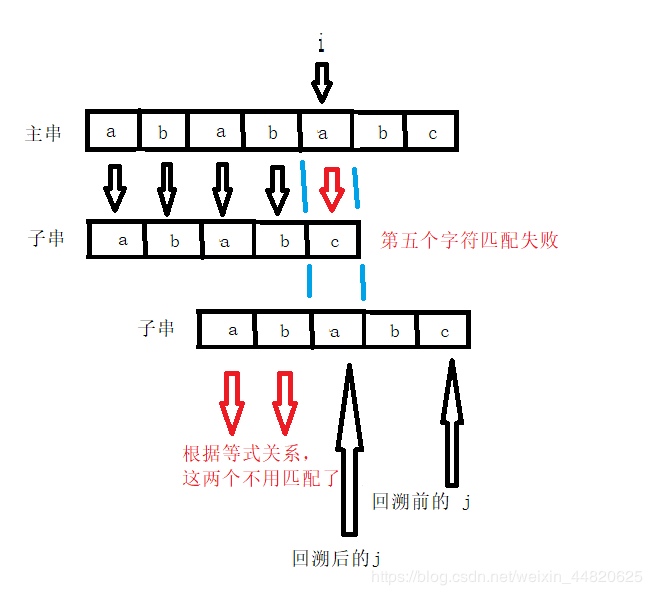 i
主串 a b a b a b c
子串 a b a b c 第五个字符匹配失败
子串 a b a b c
根据等式关系，
这两个不用匹配了
回溯前的 j
回溯后的j
https://blog.csdn.net/weixin_44820625